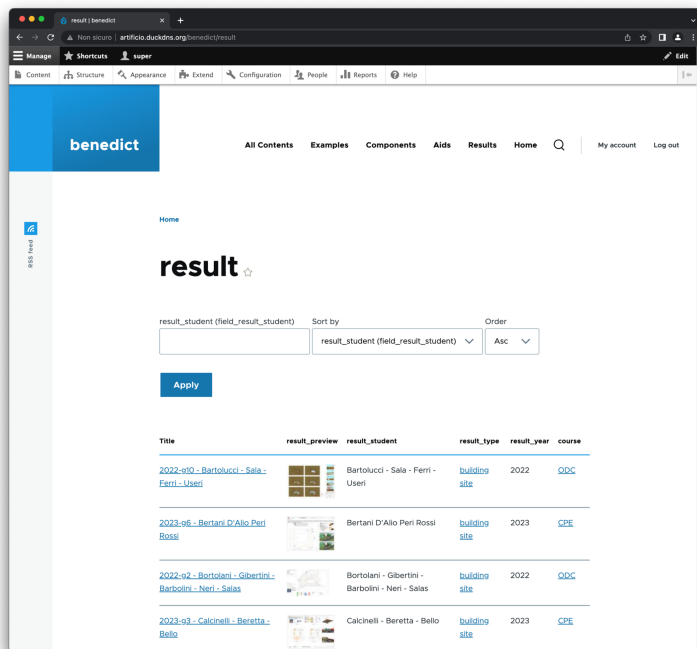 result | benedict
Non sicuro | artificio.duckdns.org/benedict/result
Manage Shortcuts super Edit
Content Structure Appearance Extend Configuration People Reports Help
benedict
All Contents Examples Components Aids Results Home My account Log out
RSS feed
Home
result
result_student (field_result_student) Sort by Order
result_student (field_result_student) Asc
Apply
Title result_preview result_student result_type result_year course
2022-g10 - Bartolucci - Sala - Bartolucci - Sala - Ferri - building 2022 ODC
Ferri - Useri Useri site
2023-g6 - Bertani D'Alio Peri Bertani D'Alio Peri Rossi building 2023 CPE
Rossi site
2022-g2 - Bortolani - Gibertini - Bortolani - Gibertini - building 2022 ODC
Barbolini - Neri - Salas Barbolini - Neri - Salas site
2023-g3 - Calcinelli - Beretta - Calcinelli - Beretta - Bello building 2023 CPE
Bello site